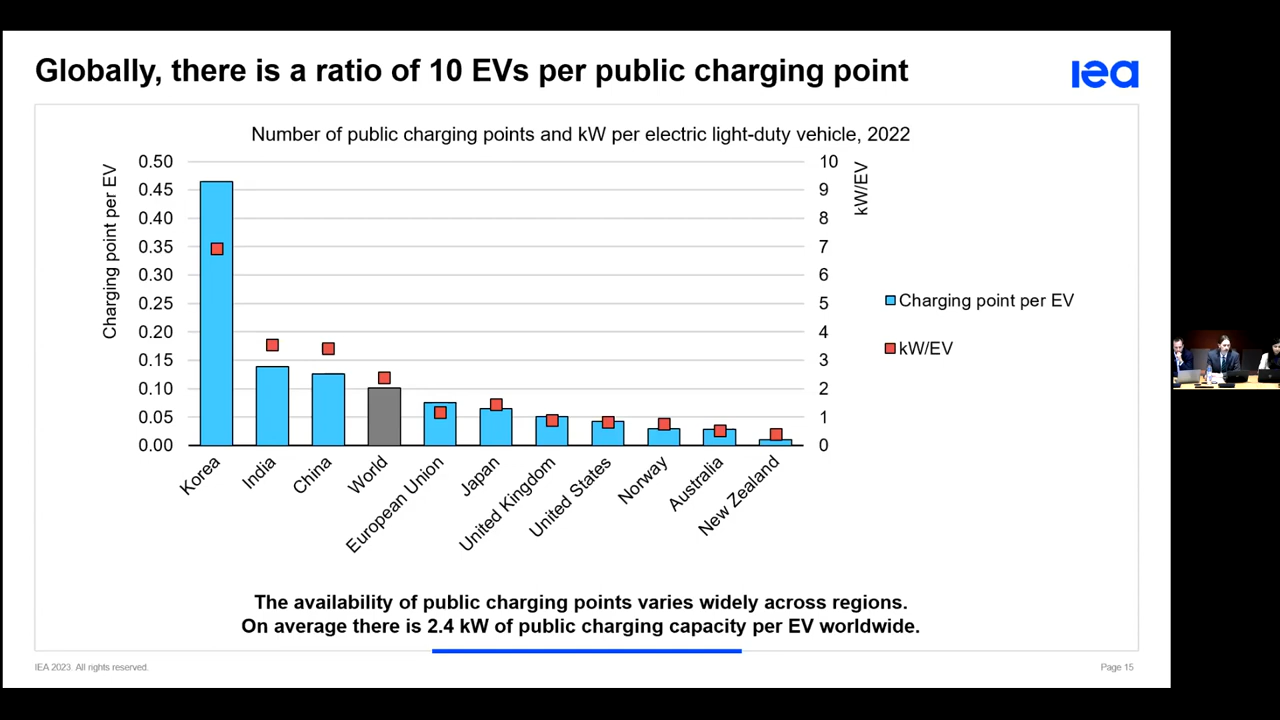 Globally, there is a ratio of 10 EVs per public charging point
iea
Number of public charging points and kW per electric light-duty vehicle, 2022
Charging point per EV
0.50
0.45
0.40
0.35
0.30
0.25
0.20
0.15
0.10
0.05
0.00
10
9
8
7
6
5
4
3
2
1
0
kW/EV
Charging point per EV
kW/EV
Korea
India
China
World
European Union
Japan
United Kingdom
United States
Norway
Australia
New Zealand
The availability of public charging points varies widely across regions.
On average there is 2.4 kW of public charging capacity per EV worldwide.
IEA 2023. All rights reserved.
Page 15